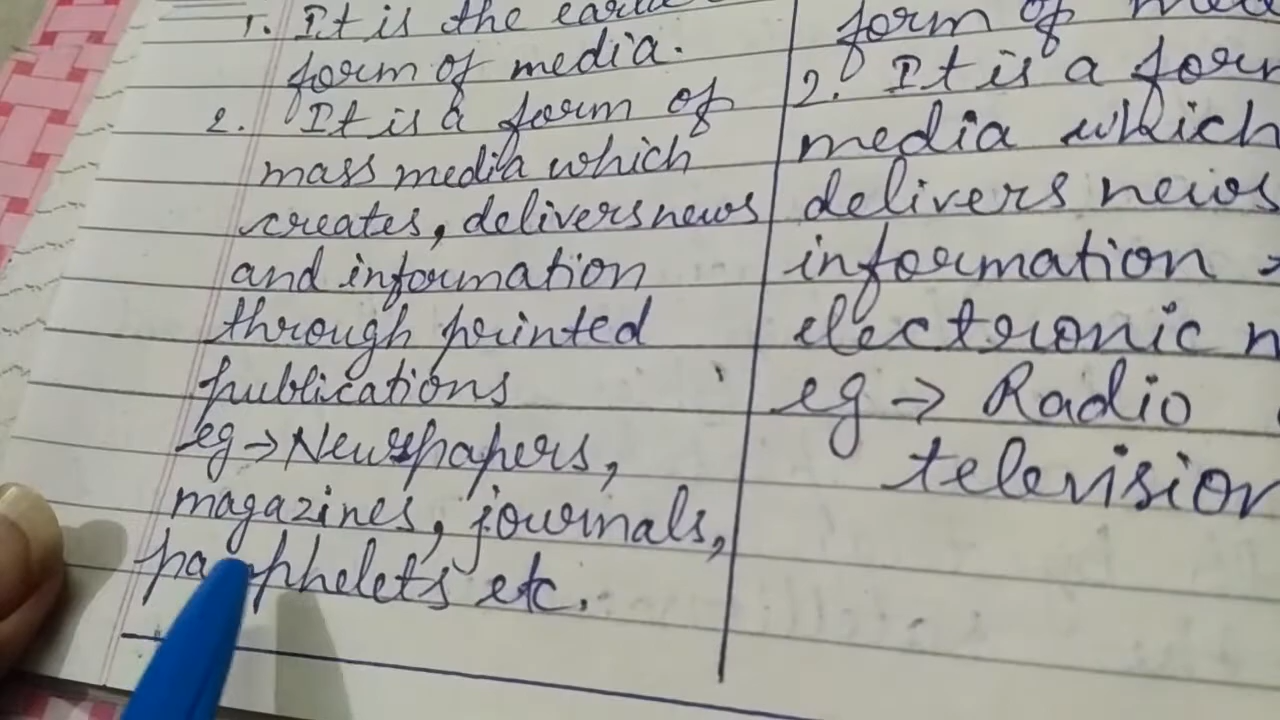 1. It is the
form of media.
2. It is a form of
mass media which
creates, delivers news
and information
through printed
publications
eg → Newspapers,
magazines, journals,
etc.
form of
2. It is a
media which
delivers news
information
electronic
eg → Radio
television